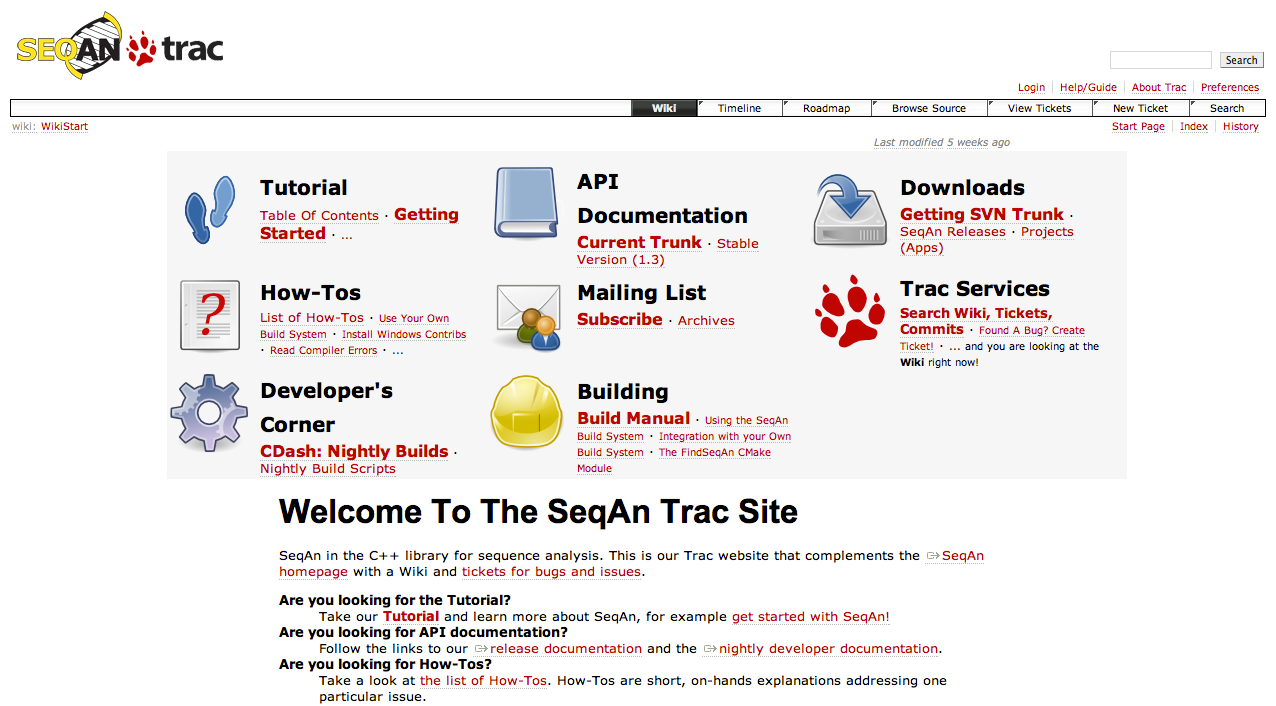 SEQAN trac
Search
Login Help/Guide About Trac Preferences
Wiki Timeline Roadmap Browse Source View Tickets New Ticket Search
wiki: WikiStart
Start Page Index History
Last modified 5 weeks ago
Tutorial
Table Of Contents · Getting
Started · ...
API
Documentation
Current Trunk · Stable
Version (1.3)
Downloads
Getting SVN Trunk ·
SeqAn Releases · Projects
(Apps)
How-Tos
List of How-Tos · Use Your Own
Build System · Install Windows Contribs
· Read Compiler Errors · ...
Mailing List
Subscribe · Archives
Trac Services
Search Wiki, Tickets,
Commits · Found A Bug? Create
Ticket! · ... and you are looking at the
Wiki right now!
Developer's
Corner
CDash: Nightly Builds ·
Nightly Build Scripts
Building
Build Manual · Using the SeqAn
Build System · Integration with your Own
Build System · The FindSeqAn CMake
Module
Welcome To The SeqAn Trac Site
SeqAn in the C++ library for sequence analysis. This is our Trac website that complements the SeqAn
homepage with a Wiki and tickets for bugs and issues.
Are you looking for the Tutorial?
Take our Tutorial and learn more about SeqAn, for example get started with SeqAn!
Are you looking for API documentation?
Follow the links to our release documentation and the nightly developer documentation.
Are you looking for How-Tos?
Take a look at the list of How-Tos. How-Tos are short, on-hands explanations addressing one
particular issue.